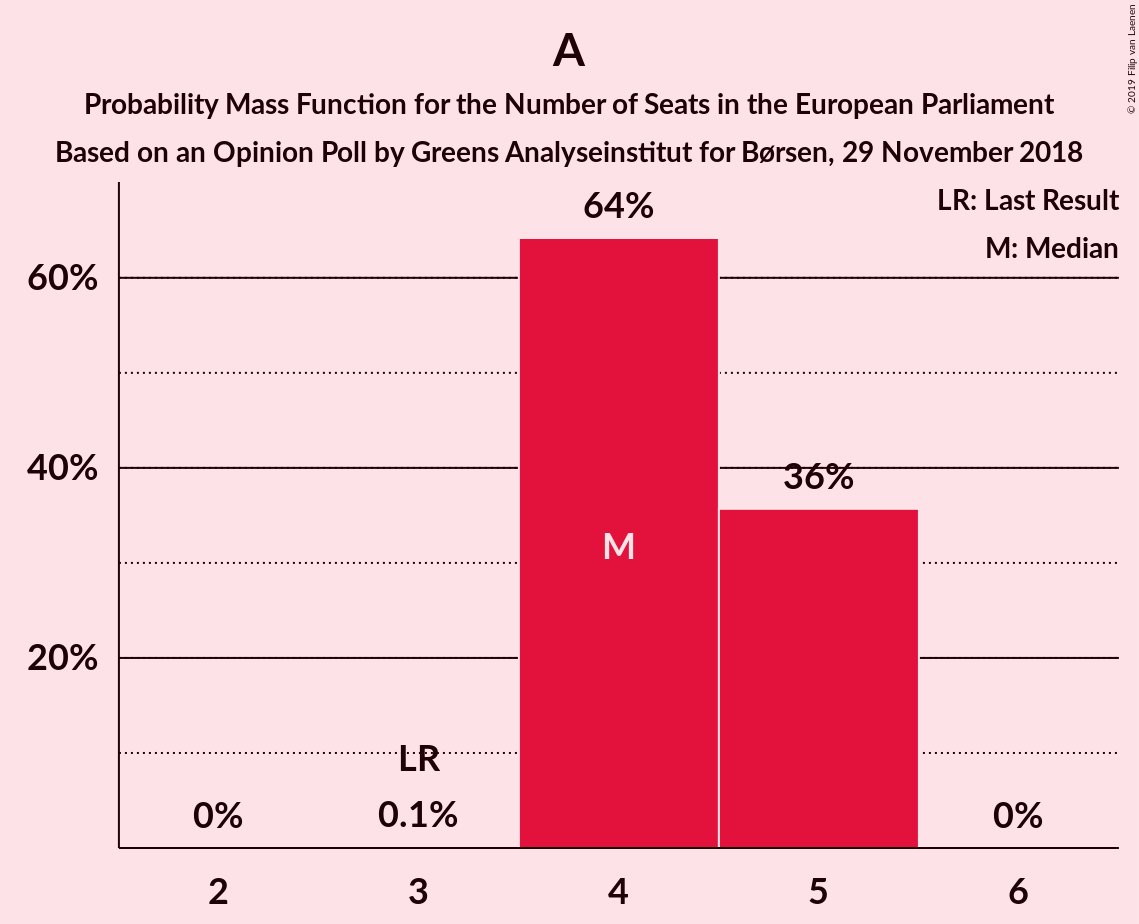 A
Probability Mass Function for the Number of Seats in the European Parliament
Based on an Opinion Poll by Greens Analyseinstitut for Børsen, 29 November 2018
© 2019 Filip van Laenen
LR: Last Result
M: Median
64%
60%
40%
36%
M
20%
LR
0%
0.1%
0%
2
3
4
5
6